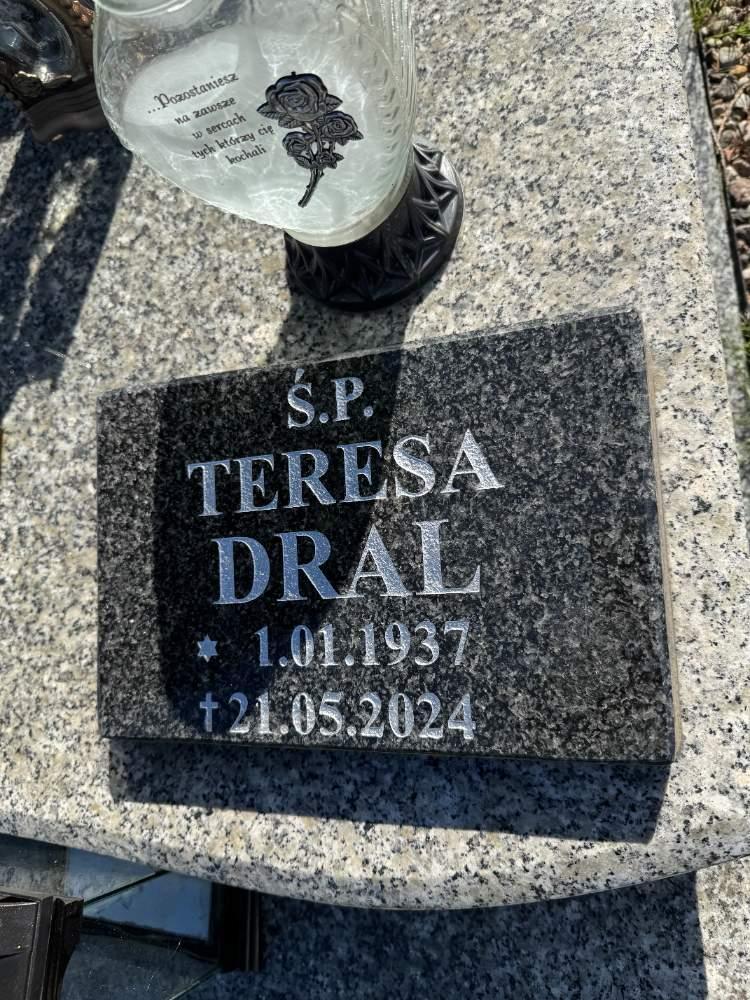 ...Pozostaniesz
na zawsze
w sercach
tych którzy cię
kochali
Ś.P.
TERESA
DRAL
1.01.1937
†21.05.2024